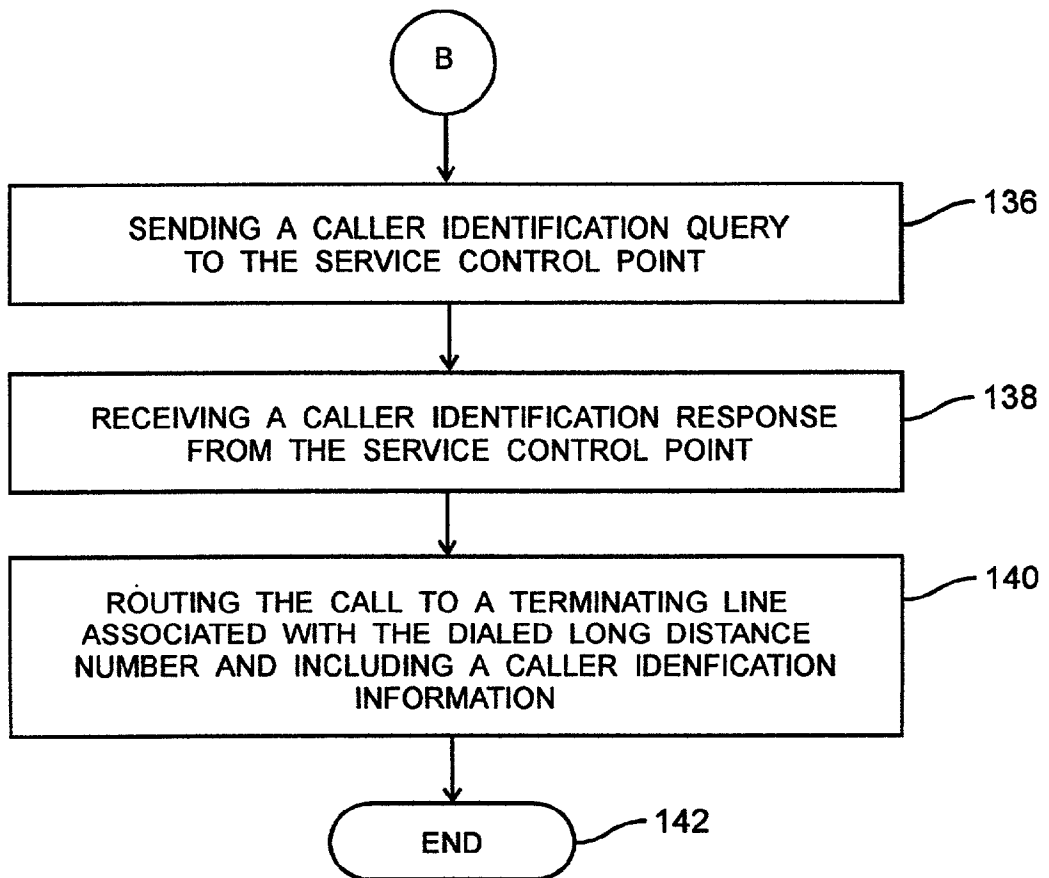 B
SENDING A CALLER IDENTIFICATION QUERY
TO THE SERVICE CONTROL POINT
136
RECEIVING A CALLER IDENTIFICATION RESPONSE
FROM THE SERVICE CONTROL POINT
138
ROUTING THE CALL TO A TERMINATING LINE
ASSOCIATED WITH THE DIALED LONG DISTANCE
NUMBER AND INCLUDING A CALLER IDENFICATION
INFORMATION
140
END
142